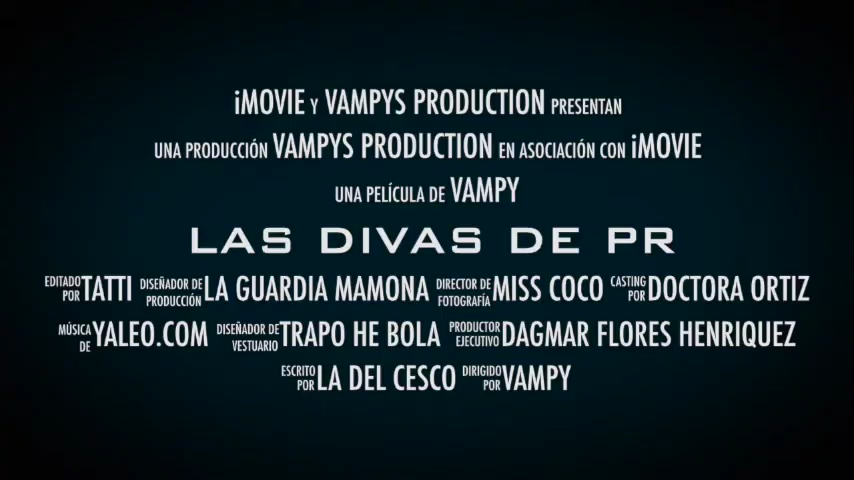 iMOVIE Y VAMPYS PRODUCTION PRESENTAN
UNA PRODUCCIÓN VAMPYS PRODUCTION EN ASOCIACIÓN CON iMOVIE
UNA PELÍCULA DE VAMPY
LAS DIVAS DE PR
EDITADO POR TATTI DISEÑADOR DE PRODUCCIÓN LA GUARDIA MAMONA DIRECTOR DE FOTOGRAFÍA MISS COCO CASTING POR DOCTORA ORTIZ
MÚSICA DE YALEO.COM DISEÑADOR DE VESTUARIO TRAPO HE BOLA PRODUCTOR EJECUTIVO DAGMAR FLORES HENRIQUEZ
ESCRITO POR LA DEL CESCO DIRIGIDO POR VAMPY